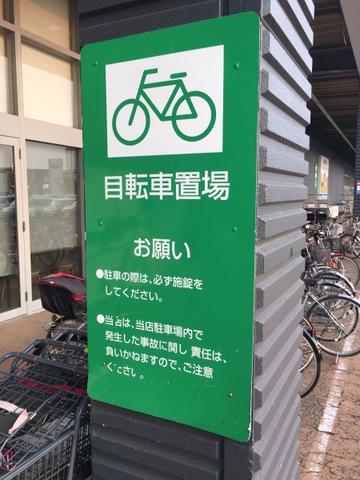 自転車置場
お願い
●駐車の際は、必ず施錠を
してください。
●当店は、当店駐車場内で
発生した事故に関し 責任は、
負いかねますので、ご注意
ください。